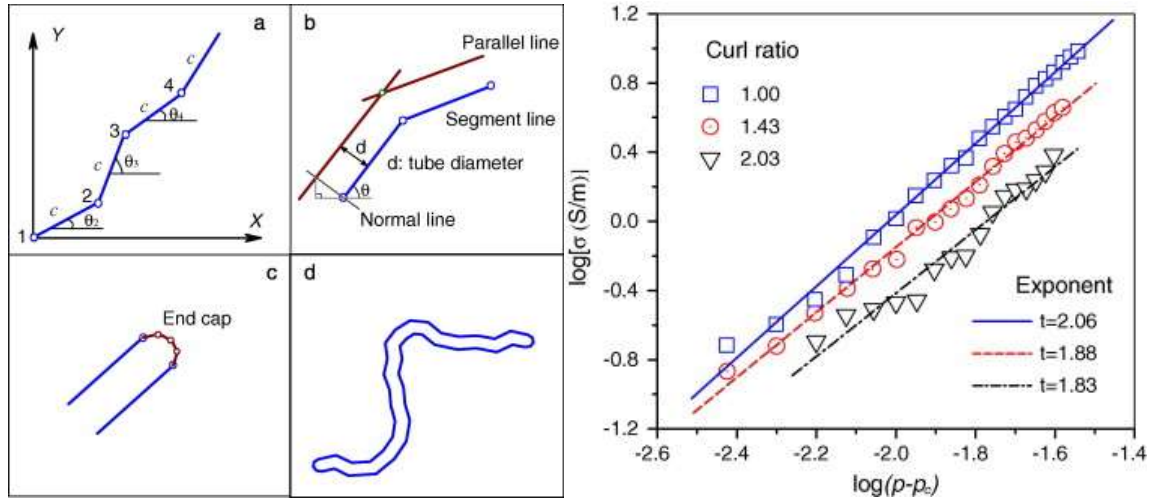 a
Y
X
1
2
3
4
c
c
c
c
θ₂
θ₃
θ₄
b
Parallel line
Segment line
d
d: tube diameter
θ
Normal line
c
End cap
d
log[σ (S/m)]
1.2
0.8
0.4
0.0
-0.4
-0.8
-1.2
Curl ratio
1.00
1.43
2.03
Exponent
t=2.06
t=1.88
t=1.83
-2.6 -2.4 -2.2 -2.0 -1.8 -1.6 -1.4
log(p-pc)